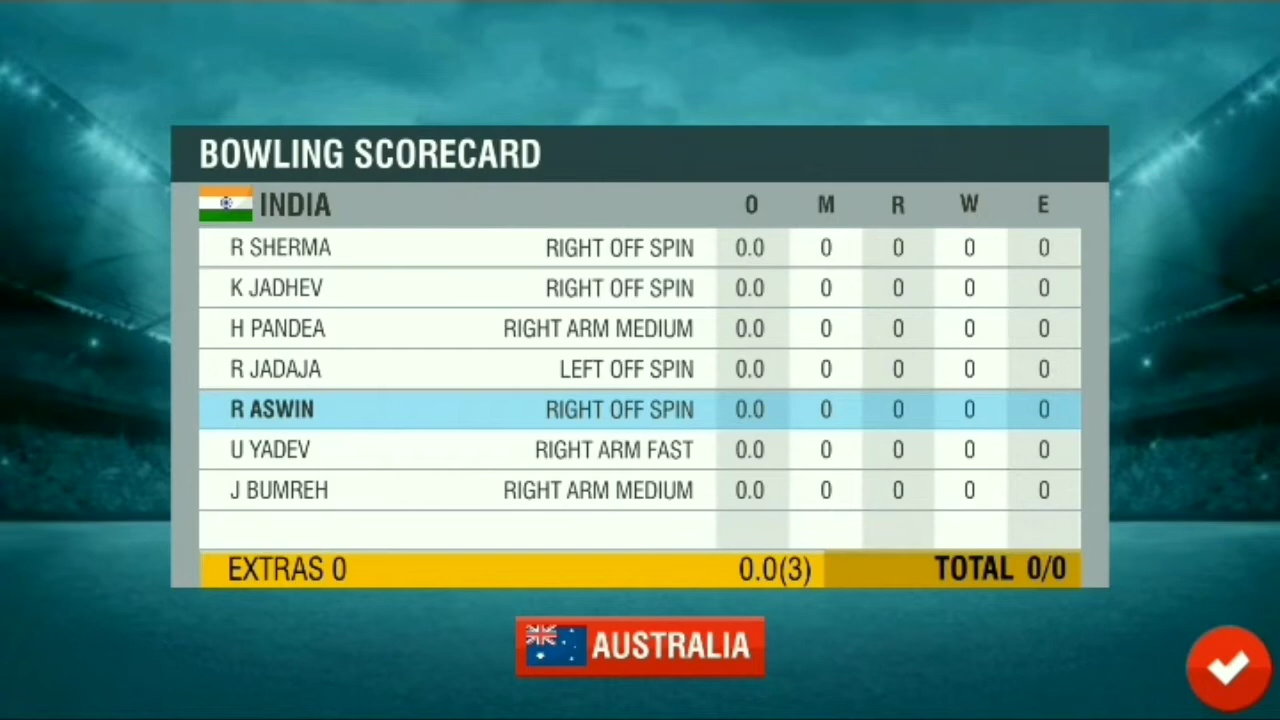 BOWLING SCORECARD
INDIA O M R W E
R SHERMA RIGHT OFF SPIN 0.0 0 0 0 0
K JADHEV RIGHT OFF SPIN 0.0 0 0 0 0
H PANDEA RIGHT ARM MEDIUM 0.0 0 0 0 0
R JADAJA LEFT OFF SPIN 0.0 0 0 0 0
R ASWIN RIGHT OFF SPIN 0.0 0 0 0 0
U YADEV RIGHT ARM FAST 0.0 0 0 0 0
J BUMREH RIGHT ARM MEDIUM 0.0 0 0 0 0
EXTRAS 0 0.0(3) TOTAL 0/0
AUSTRALIA